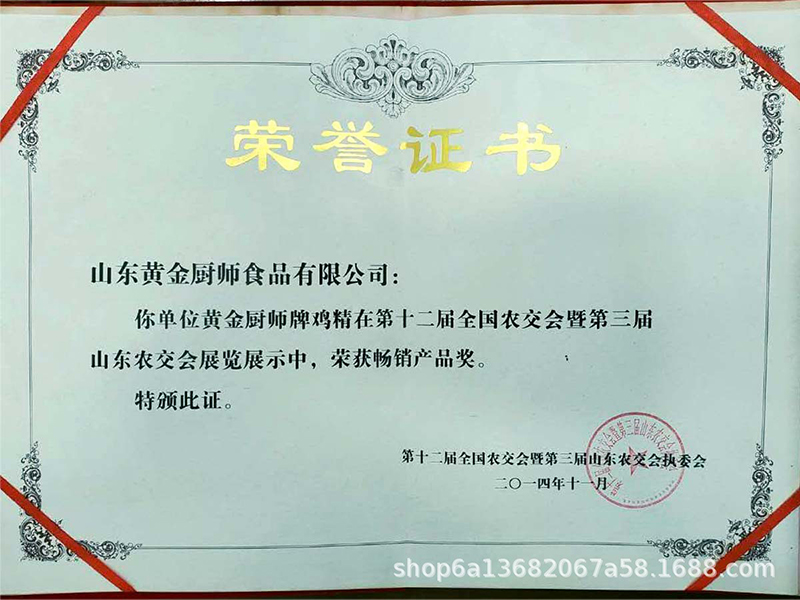 荣誉证书
山东黄金厨师食品有限公司：
你单位黄金厨师牌鸡精在第十二届全国农交会暨第三届
山东农交会展览展示中，荣获畅销产品奖。
特颁此证。
第十二届全国农交会暨第三届山东农交会执委会
二〇一四年十一月
shop6a13682067a58.1688.com